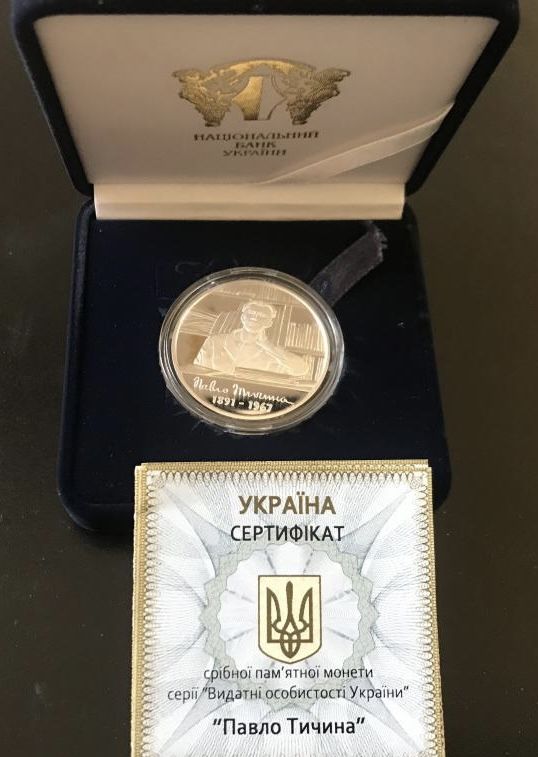 НАЦІОНАЛЬНИЙ
БАНК
УКРАЇНИ
Павло Тичина
1891 - 1967
УКРАЇНА
СЕРТИФІКАТ
срібної пам'ятної монети
серії "Видатні особистості України"
"Павло Тичина"